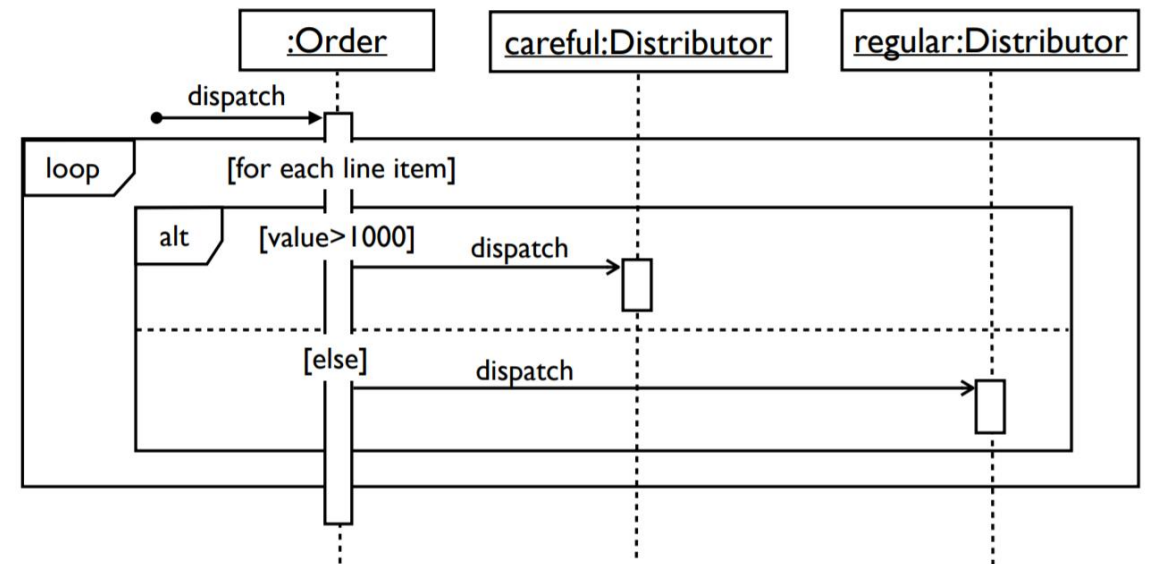 :Order
careful:Distributor
regular:Distributor
dispatch
loop
[for each line item]
alt
[value>1000]
dispatch
[else]
dispatch